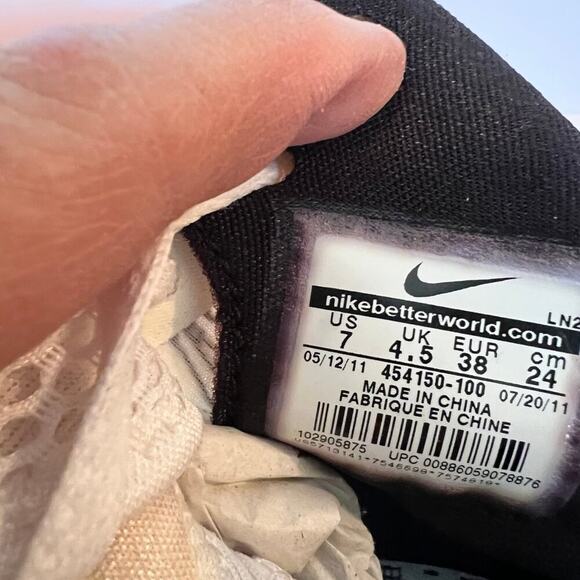 nikebetterworld.com
LN2
US UK EUR cm
7 4.5 38 24
05/12/11 454150-100 07/20/11
MADE IN CHINA
FABRIQUE EN CHINE
102905875 UPC 00886059078876